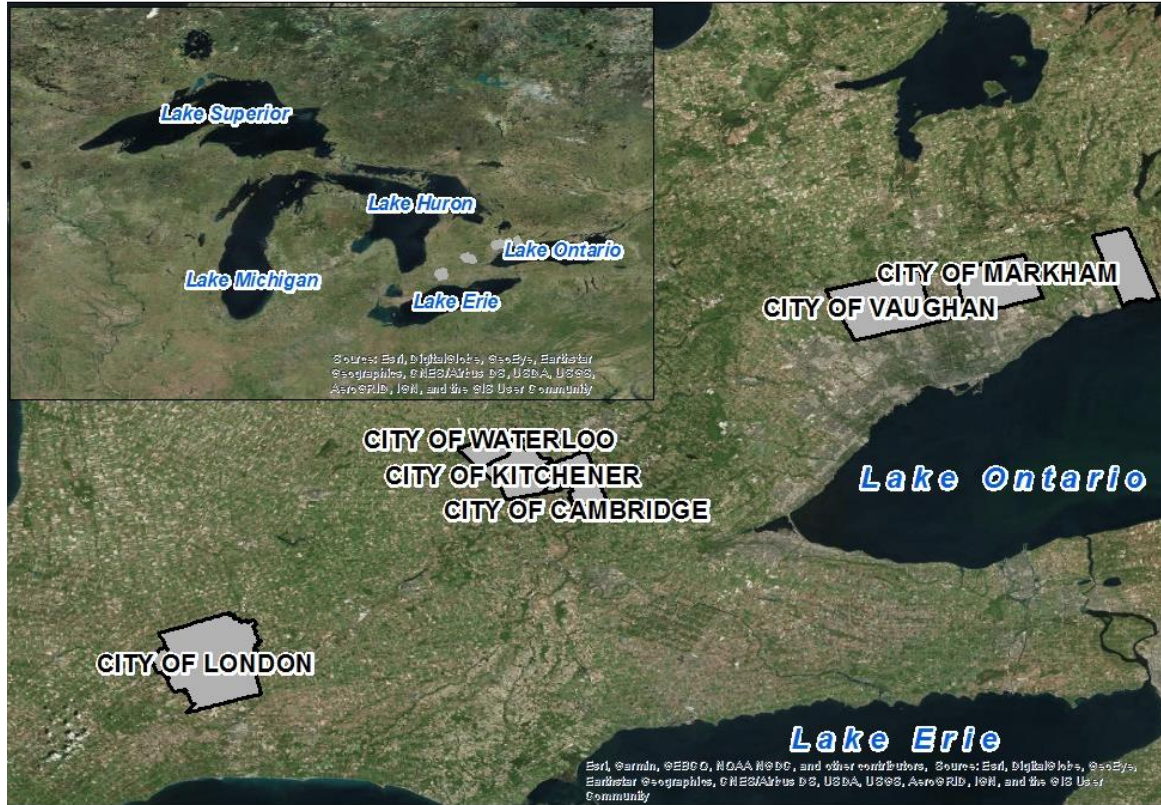 Lake Superior
Lake Huron
Lake Ontario
Lake Michigan
Lake Erie
Source: Esri, DigitalGlobe, GeoEye, Earthstar
Geographics, CNES/Airbus DS, USDA, USGS,
AeroGRID, IGN, and the GIS User Community
CITY OF MARKHAM
CITY OF VAUGHAN
CITY OF WATERLOO
CITY OF KITCHENER
CITY OF CAMBRIDGE
Lake Ontario
CITY OF LONDON
Lake Erie
Esri, Garmin, GEBCO, NOAA NGDC, and other contributors, Source: Esri, DigitalGlobe, GeoEye,
Earthstar Geographics, CNES/Airbus DS, USDA, USGS, AeroGRID, IGN, and the GIS User
Community